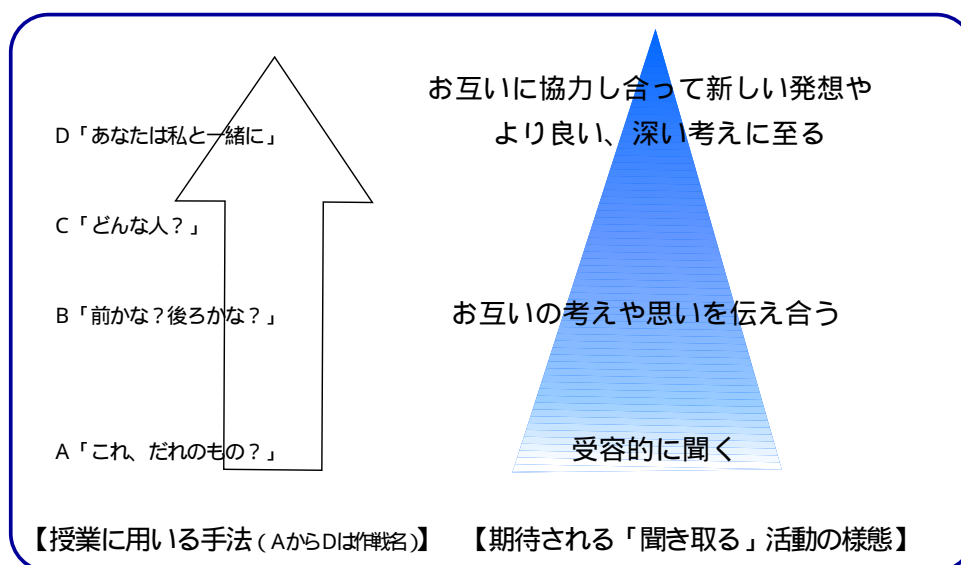 お互いに協力し合って新しい発想や
より良い、深い考えに至る
D「あなたは私と一緒に」
C「どんな人？」
B「前かな？後ろかな？」
お互いの考えや思いを伝え合う
A「これ、だれのもの？」
受容的に聞く
【授業に用いる手法（AからDは作戦名）】
【期待される「聞き取る」活動の様態】